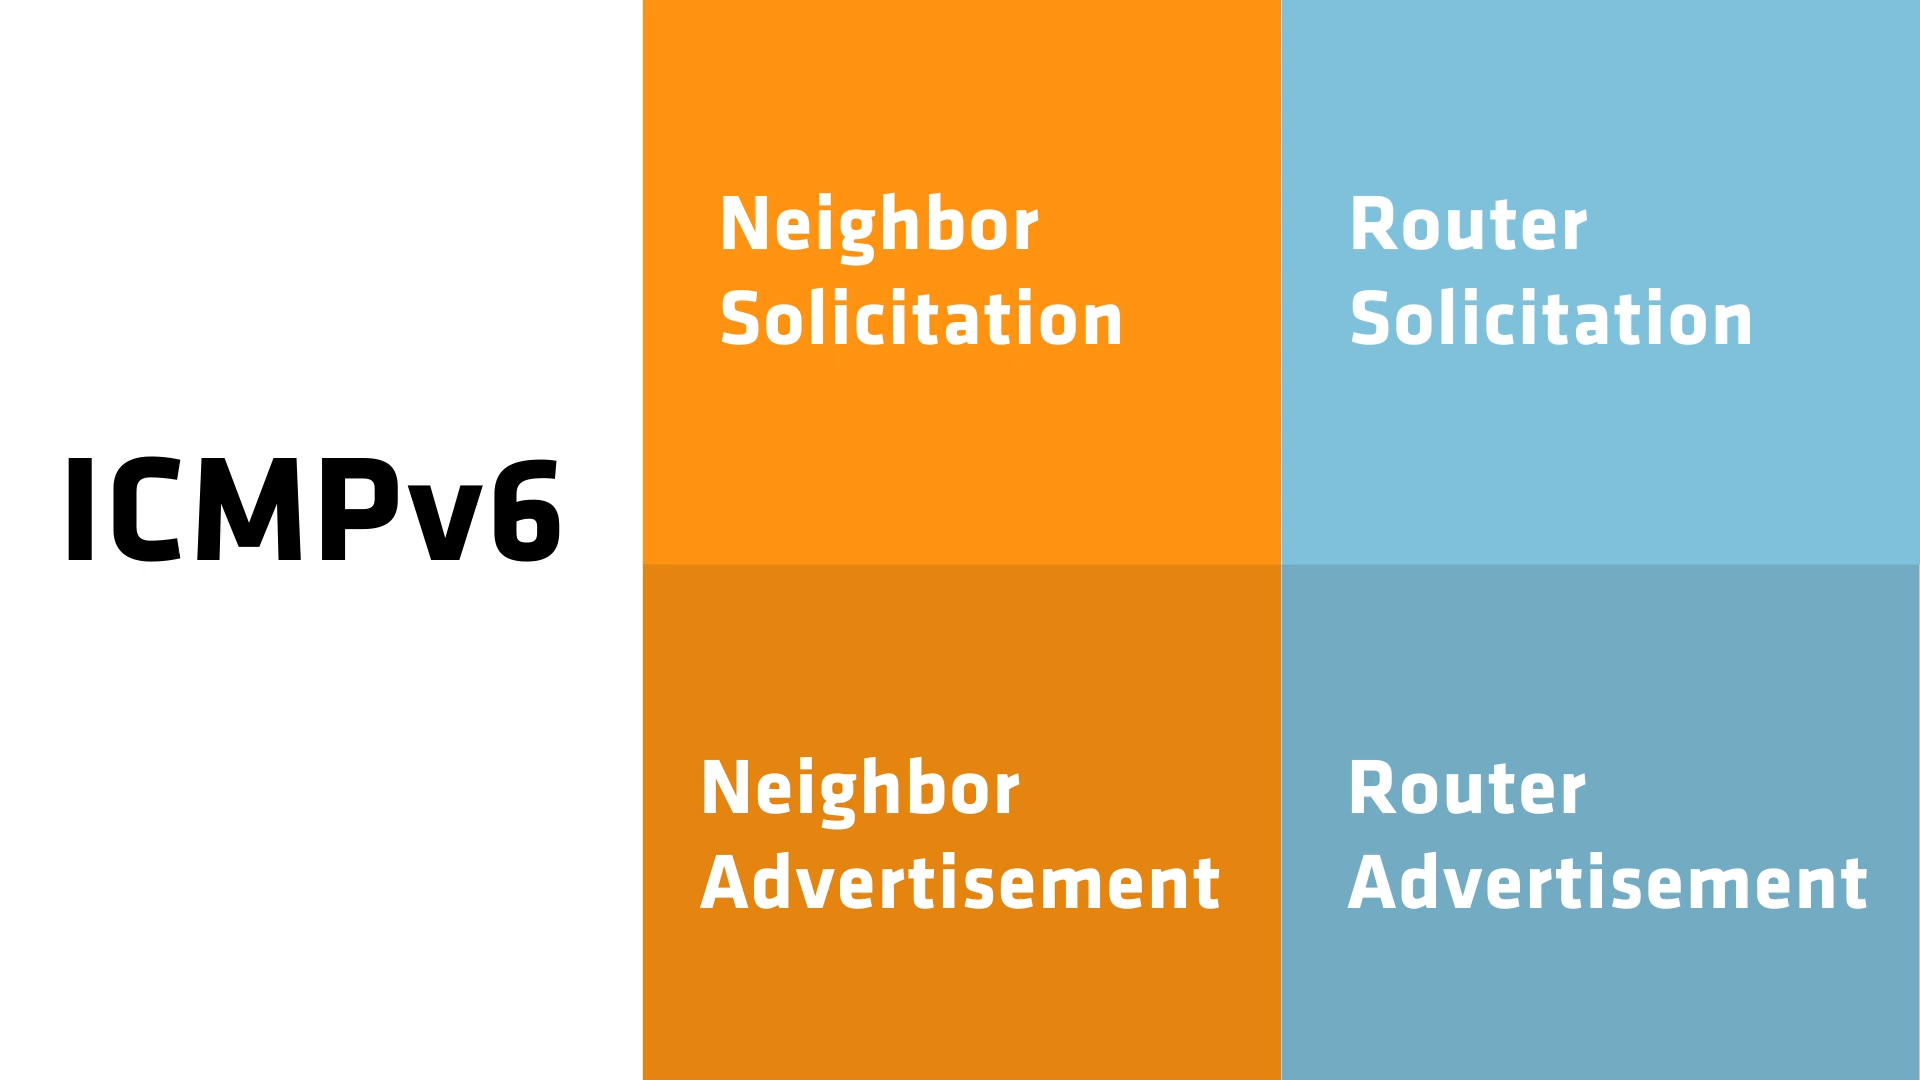 ICMPv6
Neighbor
Solicitation
Router
Solicitation
Neighbor
Advertisement
Router
Advertisement